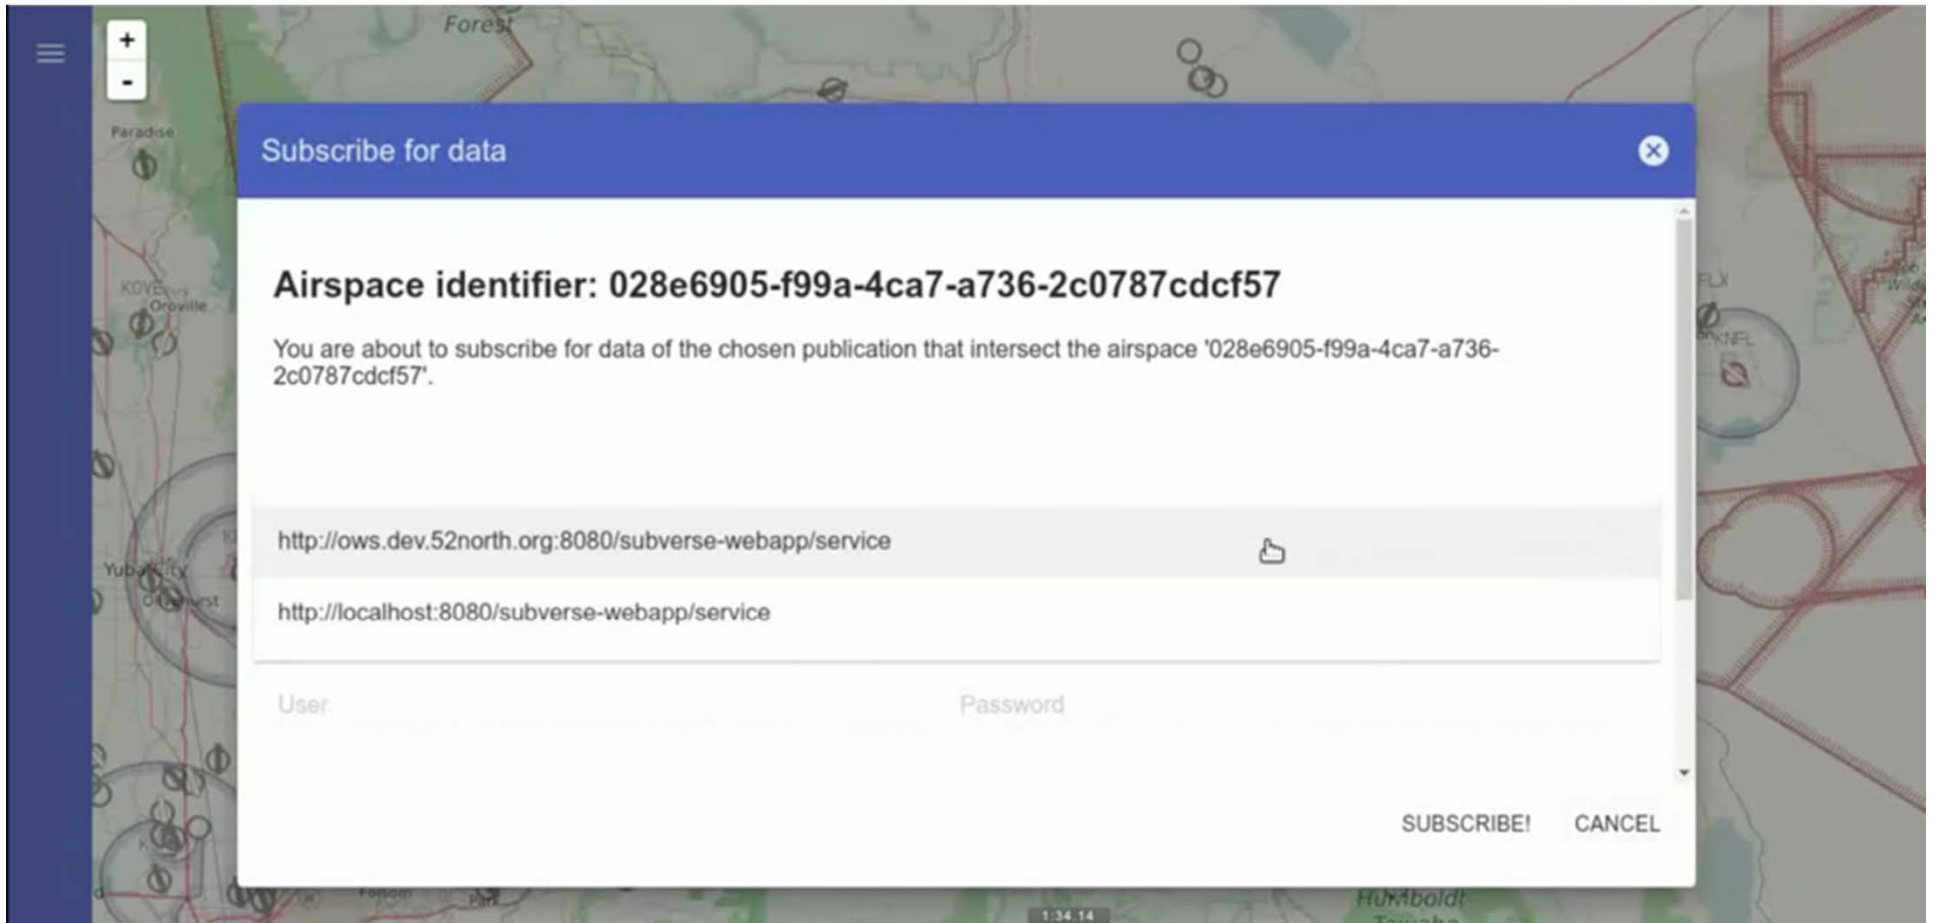 Forest
+
-
Paradise
Subscribe for data
Airspace identifier: 028e6905-f99a-4ca7-a736-2c0787cdcf57
You are about to subscribe for data of the chosen publication that intersect the airspace '028e6905-f99a-4ca7-a736-
2c0787cdcf57'.
KOVE
Oroville
KNFL
http://ows.dev.52north.org:8080/subverse-webapp/service
http://localhost:8080/subverse-webapp/service
User
Password
SUBSCRIBE!
CANCEL
Folsom
Park
Humboldt
1:34.14